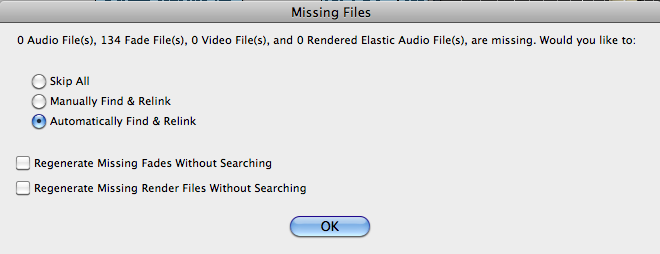 Missing Files
0 Audio File(s), 134 Fade File(s), 0 Video File(s), and 0 Rendered Elastic Audio File(s), are missing. Would you like to:
Skip All
Manually Find & Relink
Automatically Find & Relink
Regenerate Missing Fades Without Searching
Regenerate Missing Render Files Without Searching
OK